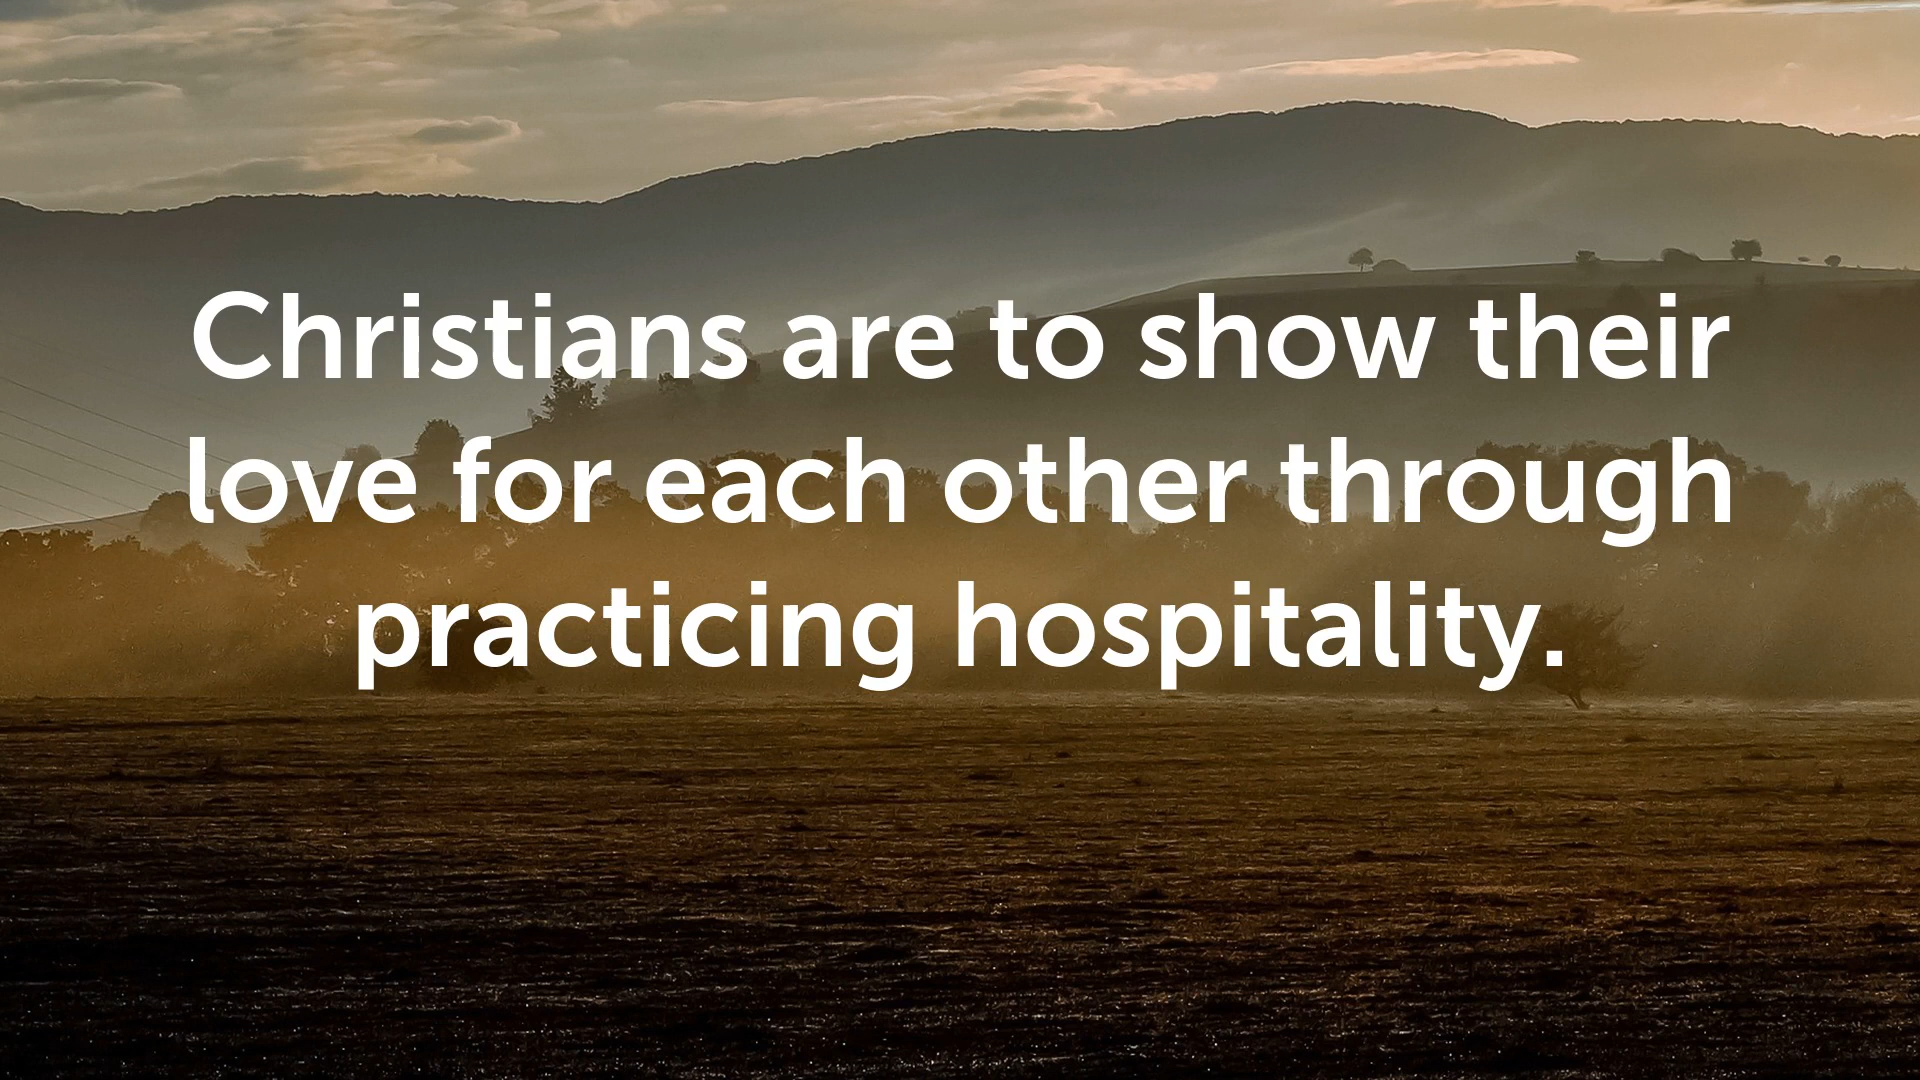 Christians are to show their
love for each other through
practicing hospitality.